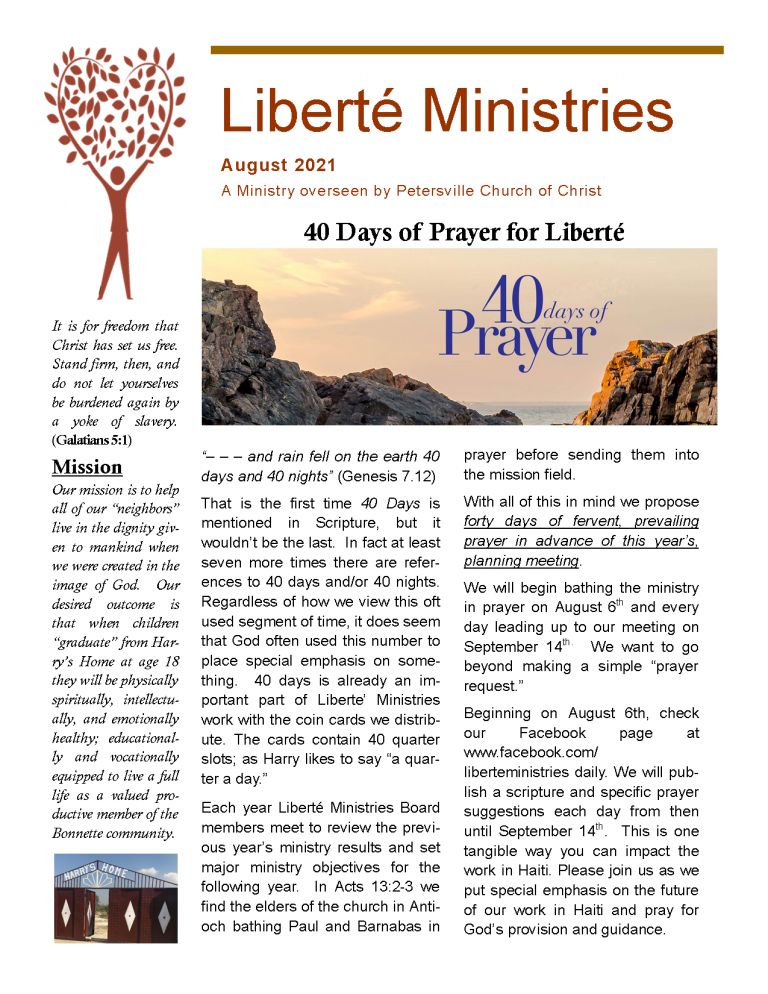 Liberté Ministries
August 2021
A Ministry overseen by Petersville Church of Christ
It is for freedom that
Christ has set us free.
Stand firm, then, and
do not let yourselves
be burdened again by
a yoke of slavery.
(Galatians 5:1)
Mission
Our mission is to help
all of our “neighbors”
live in the dignity giv-
en to mankind when
we were created in the
image of God. Our
desired outcome is
that when children
“graduate” from Har-
ry’s Home at age 18
they will be physically
spiritually, intellectu-
ally, and emotionally
healthy; educational-
ly and vocationally
equipped to live a full
life as a valued pro-
ductive member of the
Bonnette community.
HARRY'S HOME
40 Days of Prayer for Liberté
40 days of
Prayer
“– – – and rain fell on the earth 40
days and 40 nights” (Genesis 7.12)
That is the first time 40 Days is
mentioned in Scripture, but it
wouldn’t be the last. In fact at least
seven more times there are refer-
ences to 40 days and/or 40 nights.
Regardless of how we view this oft
used segment of time, it does seem
that God often used this number to
place special emphasis on some-
thing. 40 days is already an im-
portant part of Liberte’ Ministries
work with the coin cards we distrib-
ute. The cards contain 40 quarter
slots; as Harry likes to say “a quar-
ter a day.”
Each year Liberté Ministries Board
members meet to review the previ-
ous year’s ministry results and set
major ministry objectives for the
following year. In Acts 13:2-3 we
find the elders of the church in Anti-
och bathing Paul and Barnabas in
prayer before sending them into
the mission field.
With all of this in mind we propose
forty days of fervent, prevailing
prayer in advance of this year’s,
planning meeting.
We will begin bathing the ministry
in prayer on August 6th and every
day leading up to our meeting on
September 14th. We want to go
beyond making a simple “prayer
request.”
Beginning on August 6th, check
our Facebook page at
www.facebook.com/
liberteministries daily. We will pub-
lish a scripture and specific prayer
suggestions each day from then
until September 14th. This is one
tangible way you can impact the
work in Haiti. Please join us as we
put special emphasis on the future
of our work in Haiti and pray for
God’s provision and guidance.